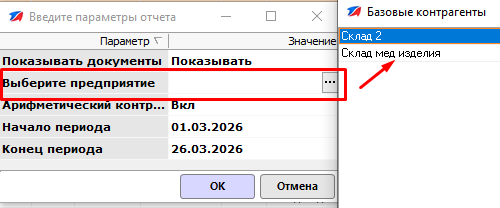 Введите параметры отчета
Параметр
Значение
Показывать документы Показывать
Выберите предприятие ...
Арифметический контр... Вкл
Начало периода 01.03.2026
Конец периода 26.03.2026
OK Отмена
Базовые контрагенты
Склад 2
Склад мед изделия